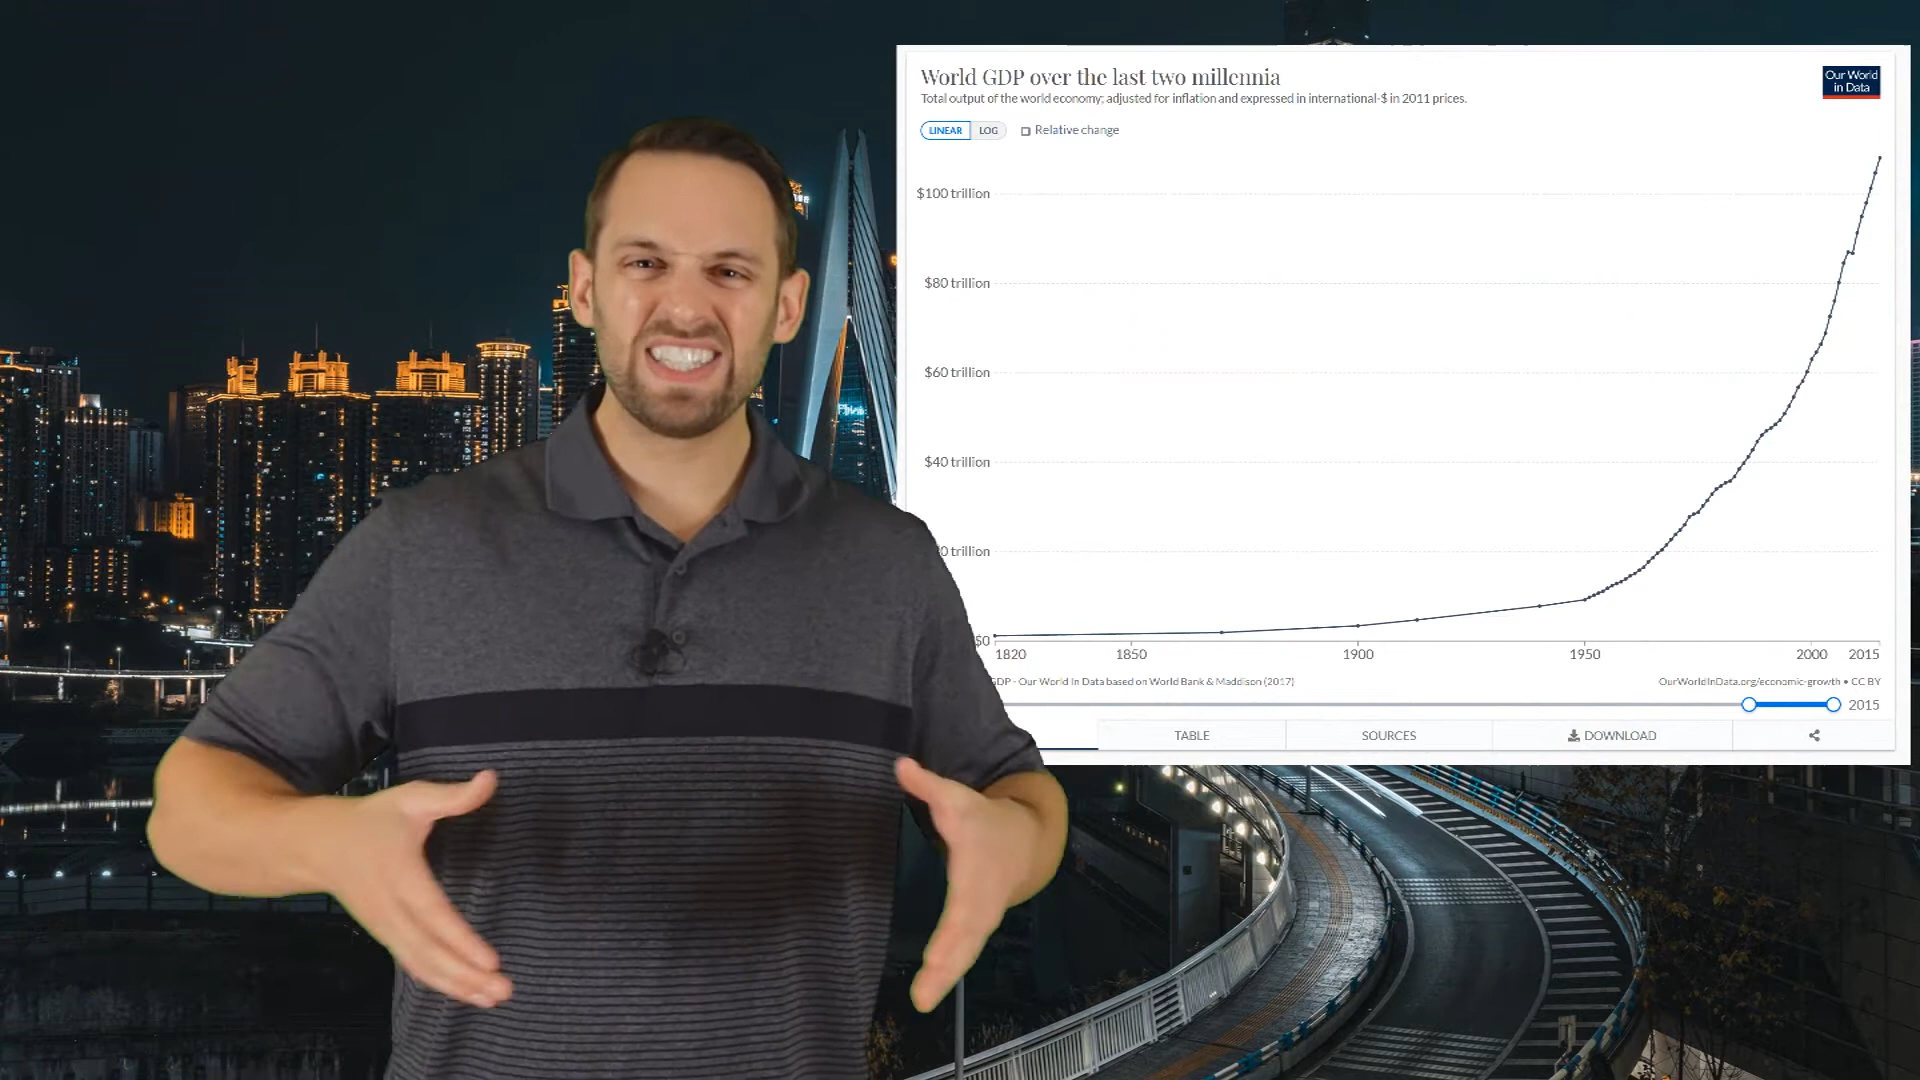 World GDP over the last two millennia
Total output of the world economy; adjusted for inflation and expressed in international-$ in 2011 prices.
Our World
in Data
LINEAR LOG Relative change
$100 trillion
$80 trillion
$60 trillion
$40 trillion
0 trillion
$0
1820 1850 1900 1950 2000 2015
GDP - Our World In Data based on World Bank & Maddison (2017)
OurWorldInData.org/economic-growth • CC BY
2015
TABLE SOURCES DOWNLOAD